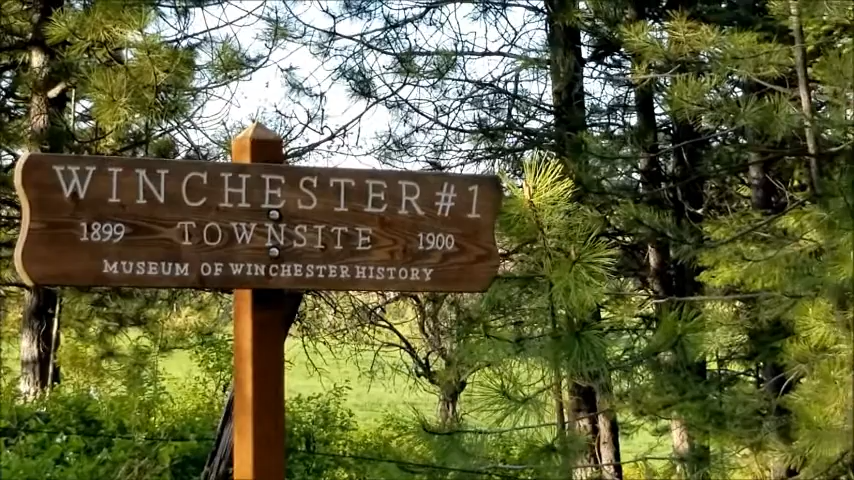 WINCHESTER #1
1899 TOWNSITE 1900
MUSEUM OF WINCHESTER HISTORY